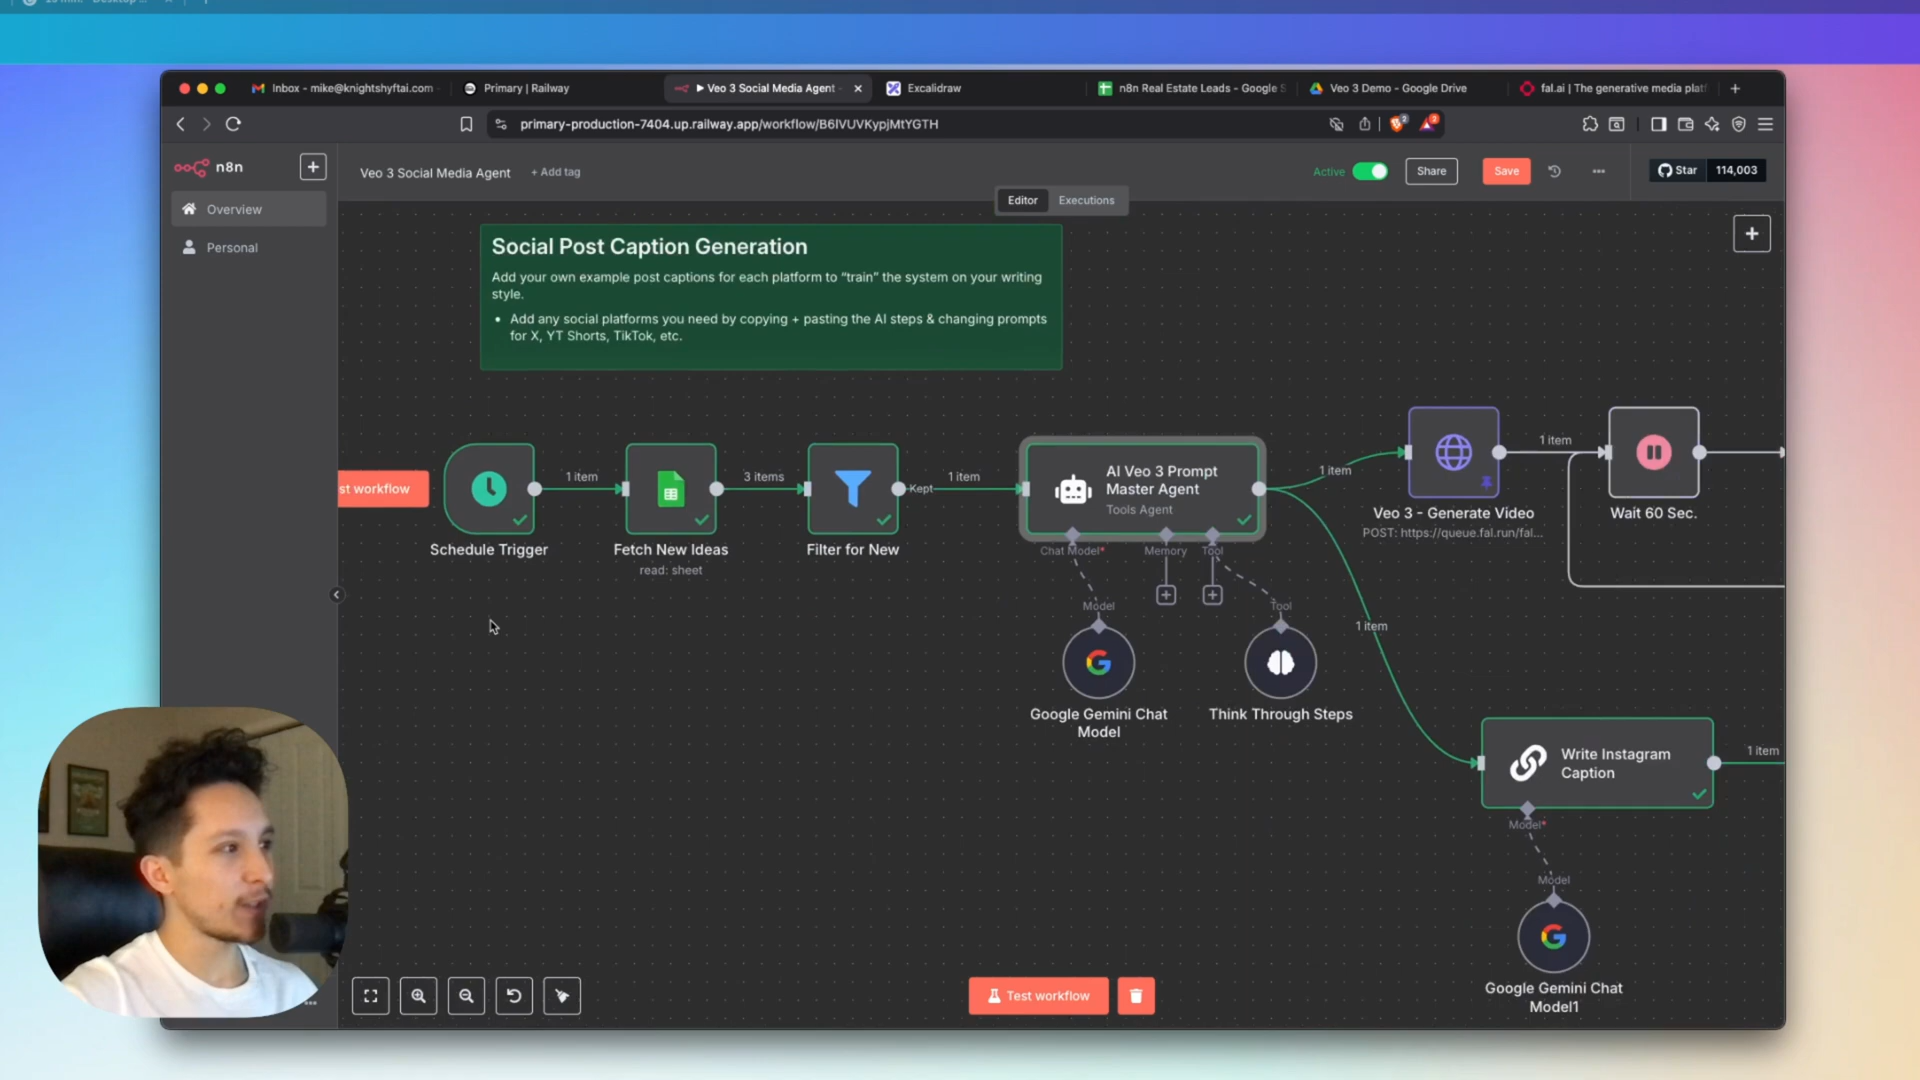 Inbox - mike@knightshyftai.com
Primary | Railway
Veo 3 Social Media Agent
Excalidraw
n8n Real Estate Leads - Google S
Veo 3 Demo - Google Drive
fal.ai | The generative media platf
primary-production-7404.up.railway.app/workflow/B6lVUVKypjMtYGTH
2
n8n
Veo 3 Social Media Agent
+ Add tag
Active
Share
Save
Star
114,003
Overview
Personal
Editor
Executions
Social Post Caption Generation
Add your own example post captions for each platform to “train” the system on your writing
style.
• Add any social platforms you need by copying + pasting the AI steps & changing prompts
for X, YT Shorts, TikTok, etc.
st workflow
1 item
3 items
Kept
1 item
AI Veo 3 Prompt
Master Agent
Tools Agent
1 item
1 item
Schedule Trigger
Fetch New Ideas
read: sheet
Filter for New
Chat Model*
Memory
Tool
Veo 3 - Generate Video
POST: https://queue.fal.run/fal...
Wait 60 Sec.
Model
Tool
1 item
Google Gemini Chat
Model
Think Through Steps
Write Instagram
Caption
1 item
Model*
Model
Google Gemini Chat
Model1
Test workflow